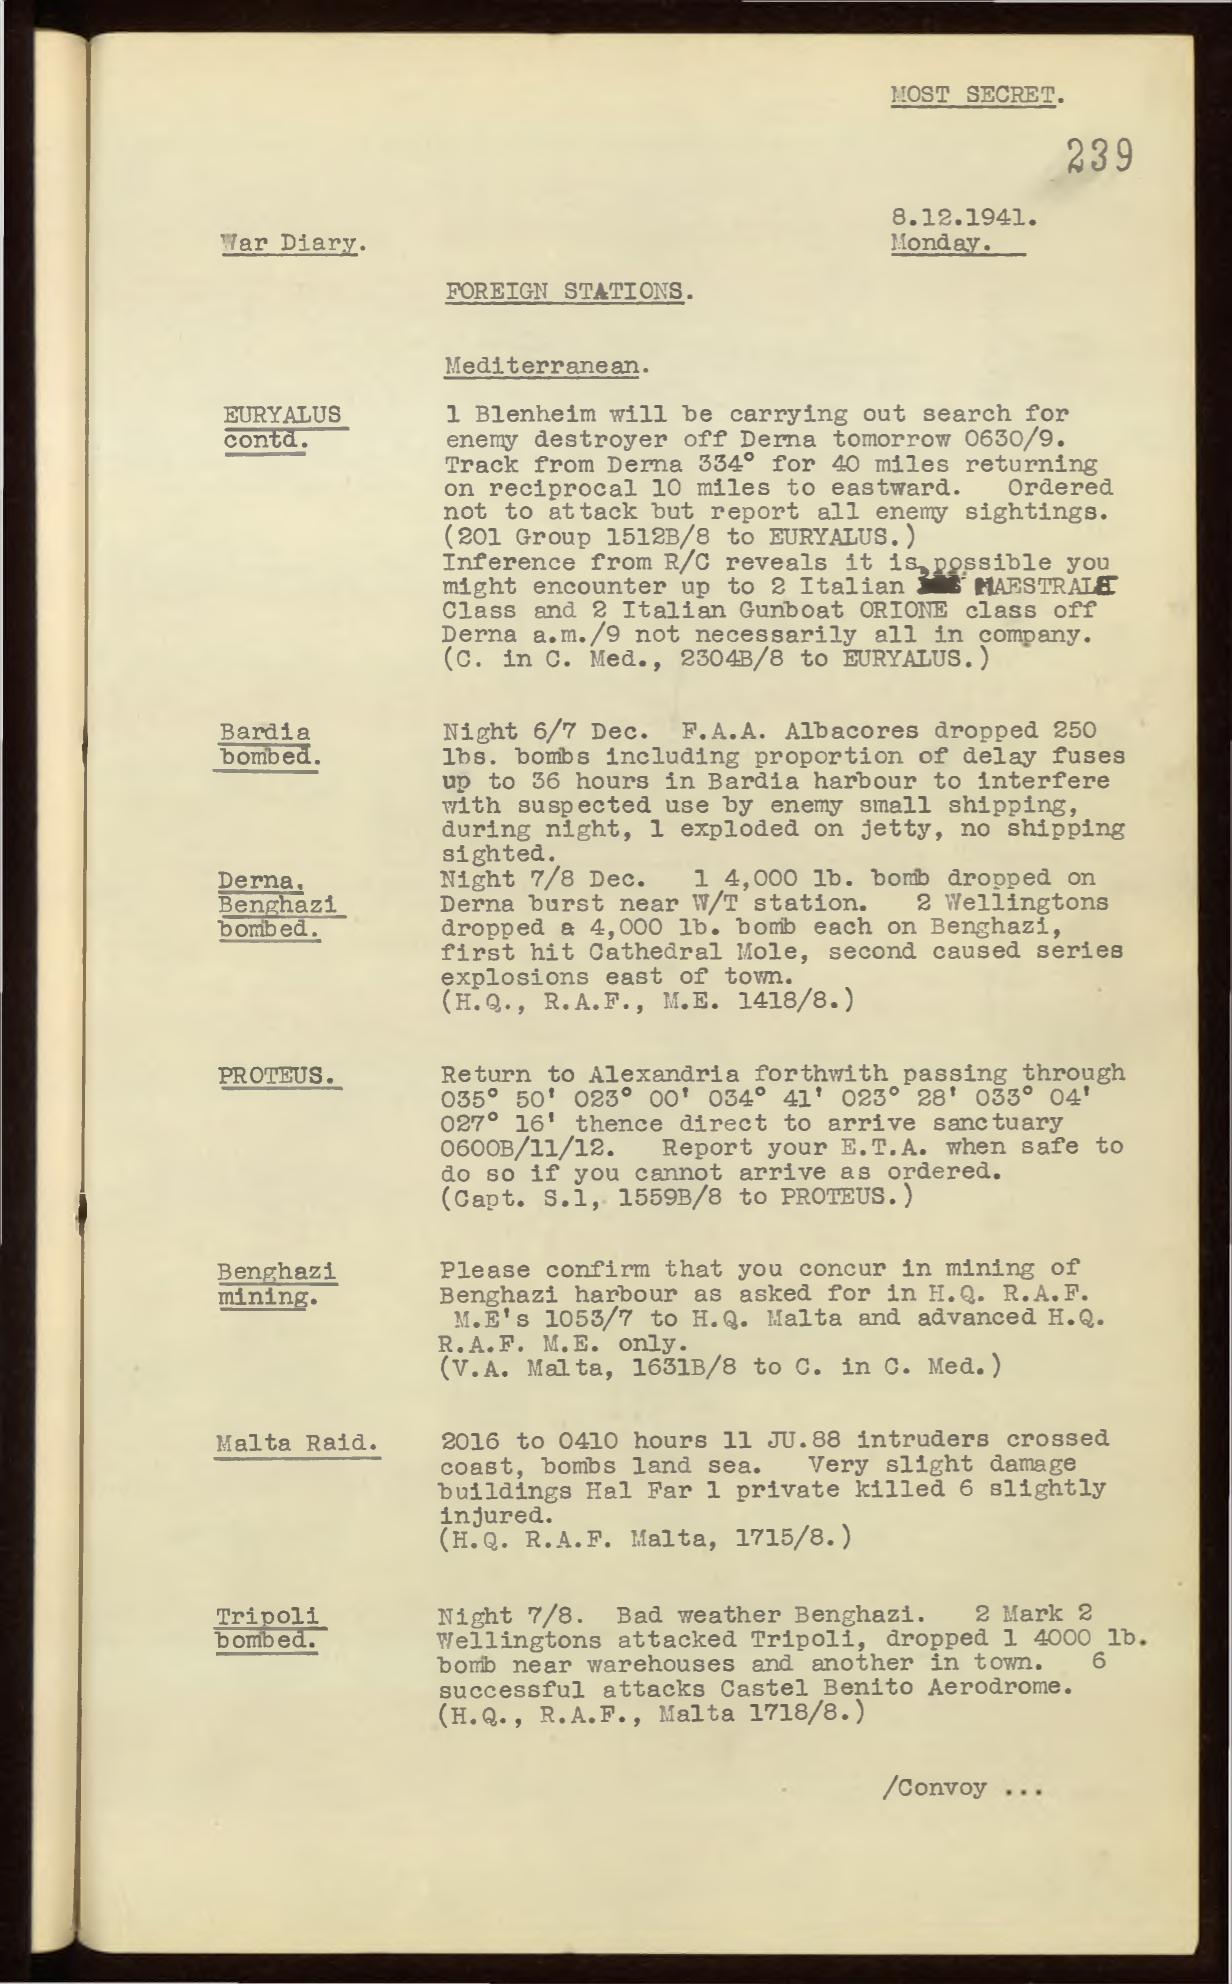 MOST SECRET.
239
8.12.1941.
War Diary.
Monday.
FOREIGN STATIONS.
Mediterranean.
EURYALUS
contd.
1 Blenheim will be carrying out search for
enemy destroyer off Derna tomorrow 0630/9.
Track from Derna 334° for 40 miles returning
on reciprocal 10 miles to eastward. Ordered
not to attack but report all enemy sightings.
(201 Group 1512B/8 to EURYALUS.)
Inference from R/C reveals it is possible you
might encounter up to 2 Italian MAESTRALE
Class and 2 Italian Gunboat ORIONE class off
Derna a.m./9 not necessarily all in company.
(C. in C. Med., 2304B/8 to EURYALUS.)
Bardia
bombed.
Night 6/7 Dec. F.A.A. Albacores dropped 250
lbs. bombs including proportion of delay fuses
up to 36 hours in Bardia harbour to interfere
with suspected use by enemy small shipping,
during night, 1 exploded on jetty, no shipping
sighted.
Derna,
Benghazi
bombed.
Night 7/8 Dec. 1 4,000 lb. bomb dropped on
Derna burst near W/T station. 2 Wellingtons
dropped a 4,000 lb. bomb each on Benghazi,
first hit Cathedral Mole, second caused series
explosions east of town.
(H.Q., R.A.F., M.E. 1418/8.)
PROTEUS.
Return to Alexandria forthwith passing through
035° 50' 023° 00' 034° 41' 023° 28' 033° 04'
027° 16' thence direct to arrive sanctuary
0600B/11/12. Report your E.T.A. when safe to
do so if you cannot arrive as ordered.
(Capt. S.1, 1559B/8 to PROTEUS.)
Benghazi
mining.
Please confirm that you concur in mining of
Benghazi harbour as asked for in H.Q. R.A.F.
M.E's 1053/7 to H.Q. Malta and advanced H.Q.
R.A.F. M.E. only.
(V.A. Malta, 1631B/8 to C. in C. Med.)
Malta Raid.
2016 to 0410 hours 11 JU.88 intruders crossed
coast, bombs land sea. Very slight damage
buildings Hal Far 1 private killed 6 slightly
injured.
(H.Q. R.A.F. Malta, 1715/8.)
Tripoli
bombed.
Night 7/8. Bad weather Benghazi. 2 Mark 2
Wellingtons attacked Tripoli, dropped 1 4000 lb.
bomb near warehouses and another in town. 6
successful attacks Castel Benito Aerodrome.
(H.Q., R.A.F., Malta 1718/8.)
/Convoy ...